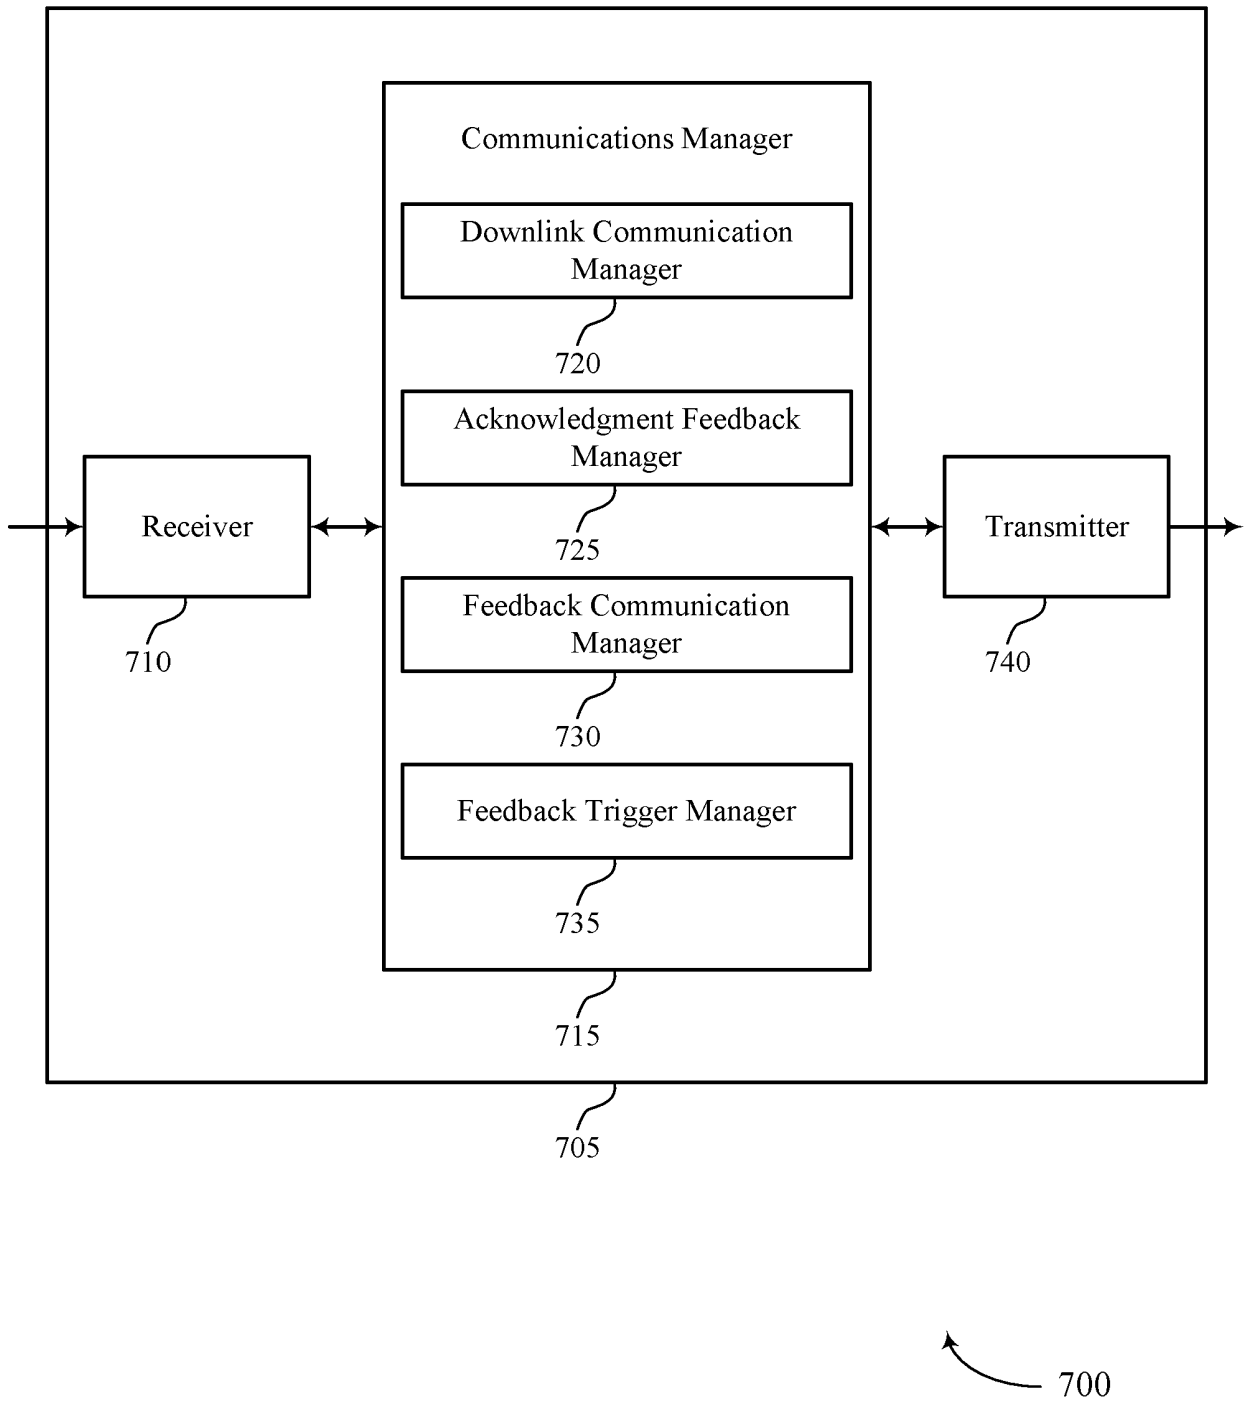 Communications Manager
Downlink Communication
Manager
720
Acknowledgment Feedback
Manager
725
Feedback Communication
Manager
730
Feedback Trigger Manager
735
715
Receiver
710
Transmitter
740
705
700